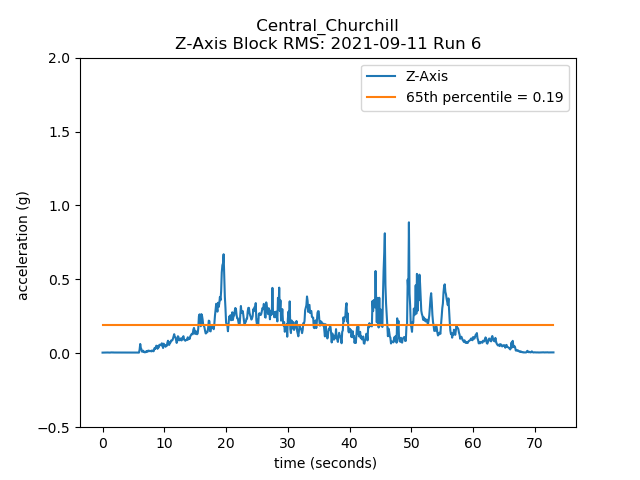 Central_Churchill
Z-Axis Block RMS: 2021-09-11 Run 6
Z-Axis
65th percentile = 0.19
acceleration (g)
2.0
1.5
1.0
0.5
0.0
−0.5
0 10 20 30 40 50 60 70
time (seconds)